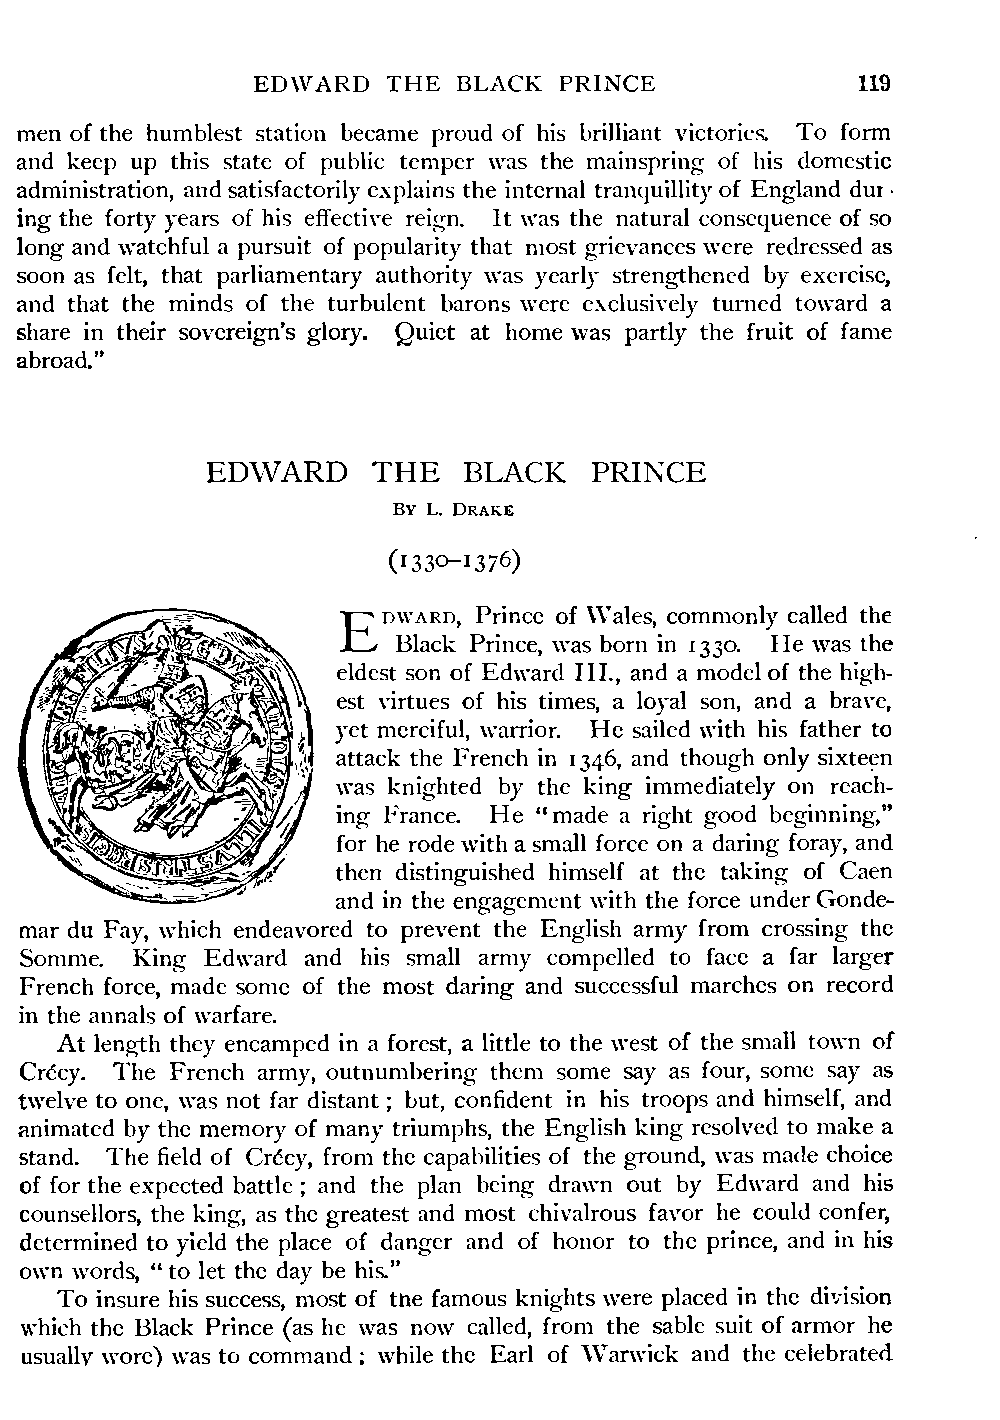 EDWARD THE BLACK PRINCE 119
men of the humblest station became proud of his brilliant victories. To form
and keep up this state of public temper was the mainspring of his domestic
administration, and satisfactorily explains the internal tranquillity of England dur-
ing the forty years of his effective reign. It was the natural consequence of so
long and watchful a pursuit of popularity that most grievances were redressed as
soon as felt, that parliamentary authority was yearly strengthened by exercise,
and that the minds of the turbulent barons were exclusively turned toward a
share in their sovereign's glory. Quiet at home was partly the fruit of fame
abroad."
EDWARD THE BLACK PRINCE
By L. Drake
(1330–1376)
EDWARD, Prince of Wales, commonly called the
Black Prince, was born in 1330. He was the
eldest son of Edward III., and a model of the high-
est virtues of his times, a loyal son, and a brave,
yet merciful, warrior. He sailed with his father to
attack the French in 1346, and though only sixteen
was knighted by the king immediately on reach-
ing France. He "made a right good beginning,"
for he rode with a small force on a daring foray, and
then distinguished himself at the taking of Caen
and in the engagement with the force under Gonde-
mar du Fay, which endeavored to prevent the English army from crossing the
Somme. King Edward and his small army compelled to face a far larger
French force, made some of the most daring and successful marches on record
in the annals of warfare.
At length they encamped in a forest, a little to the west of the small town of
Crécy. The French army, outnumbering them some say as four, some say as
twelve to one, was not far distant; but, confident in his troops and himself, and
animated by the memory of many triumphs, the English king resolved to make a
stand. The field of Crécy, from the capabilities of the ground, was made choice
of for the expected battle; and the plan being drawn out by Edward and his
counsellors, the king, as the greatest and most chivalrous favor he could confer,
determined to yield the place of danger and of honor to the prince, and in his
own words, "to let the day be his."
To insure his success, most of the famous knights were placed in the division
which the Black Prince (as he was now called, from the sable suit of armor he
usually wore) was to command; while the Earl of Warwick and the celebrated